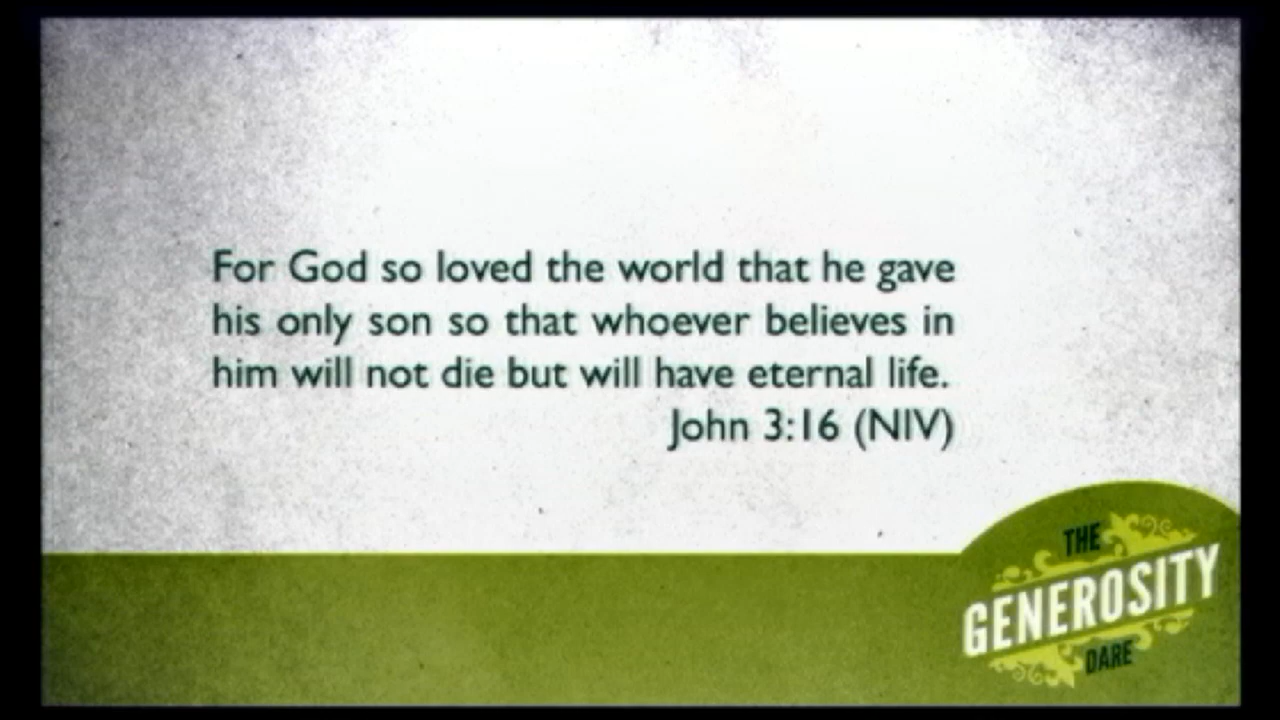 For God so loved the world that he gave
his only son so that whoever believes in
him will not die but will have eternal life.
John 3:16 (NIV)
THE
GENEROSITY
DARE